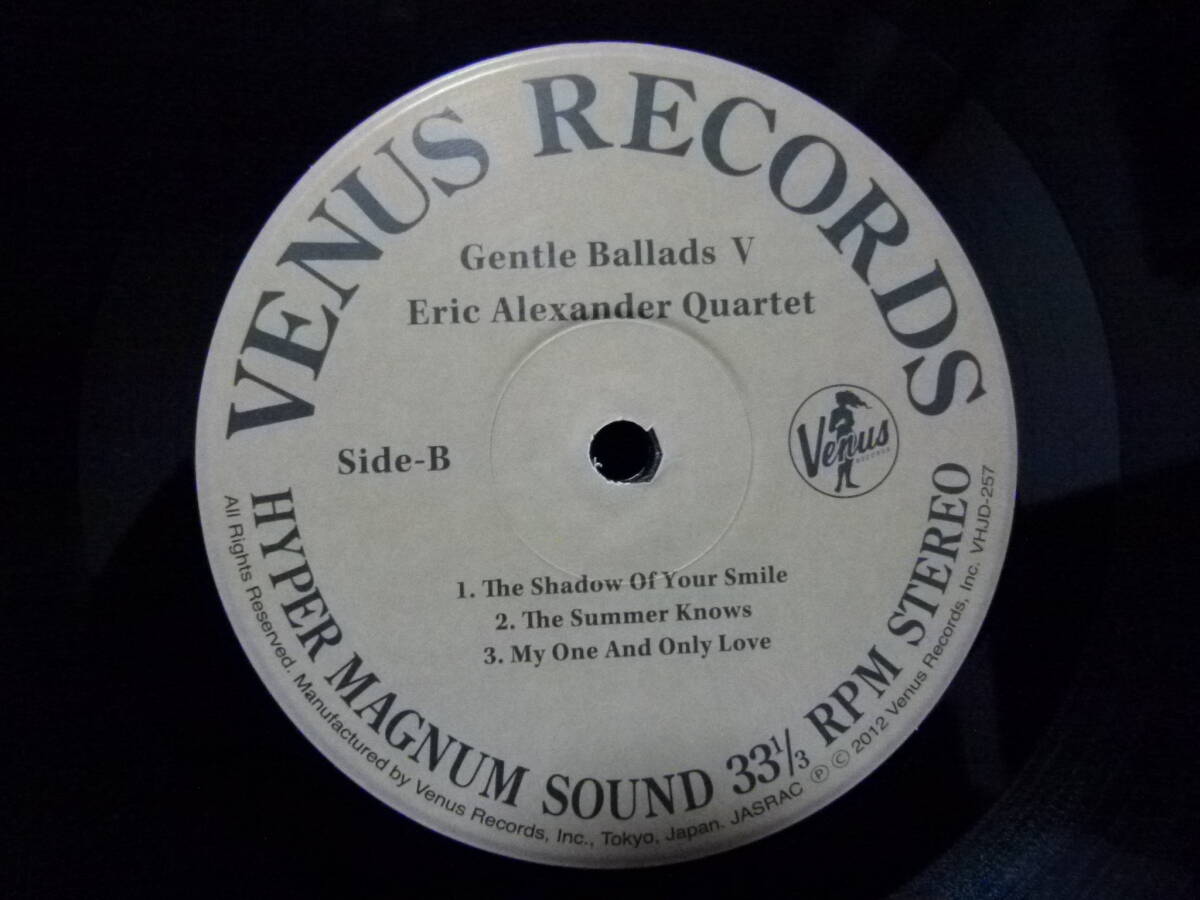 VENUS RECORDS
Gentle Ballads V
Eric Alexander Quartet
Venus
RECORDS
Side-B
1. The Shadow Of Your Smile
2. The Summer Knows
3. My One And Only Love
HYPER MAGNUM SOUND 33⅓ RPM STEREO
All Rights Reserved. Manufactured by Venus Records, Inc., Tokyo, Japan. JASRAC ℗ © 2012 Venus Records, Inc. VHJD-257